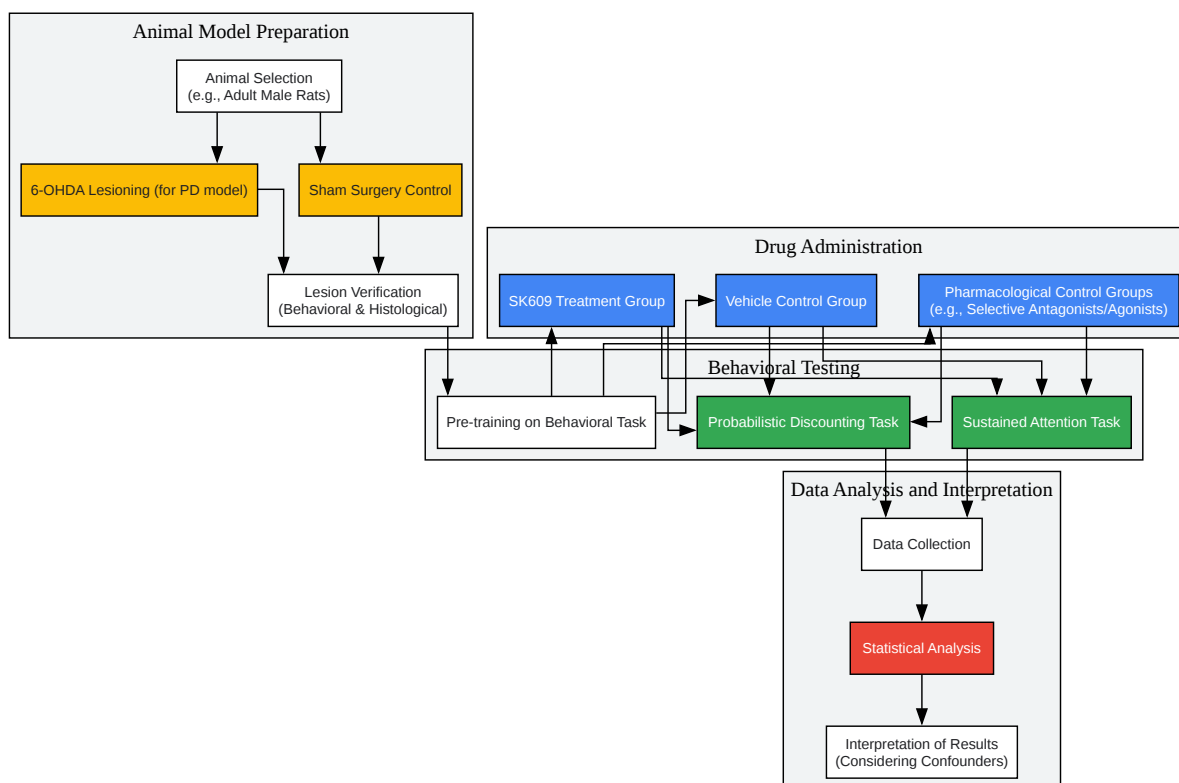 Animal Model Preparation
Animal Selection
(e.g., Adult Male Rats)
6-OHDA Lesioning (for PD model)
Sham Surgery Control
Lesion Verification
(Behavioral & Histological)
Drug Administration
SK609 Treatment Group
Vehicle Control Group
Pharmacological Control Groups
(e.g., Selective Antagonists/Agonists)
Behavioral Testing
Pre-training on Behavioral Task
Probabilistic Discounting Task
Sustained Attention Task
Data Analysis and Interpretation
Data Collection
Statistical Analysis
Interpretation of Results
(Considering Confounders)